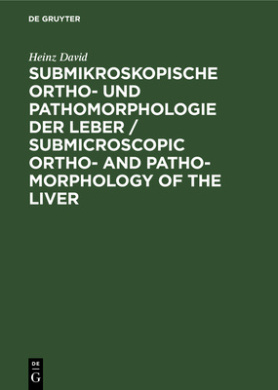 DE GRUYTER
Heinz David
SUBMIKROSKOPISCHE
ORTHO- UND
PATHOMORPHOLOGIE
DER LEBER /
SUBMICROSCOPIC
ORTHO- AND PATHO-
MORPHOLOGY OF THE
LIVER
DE
G